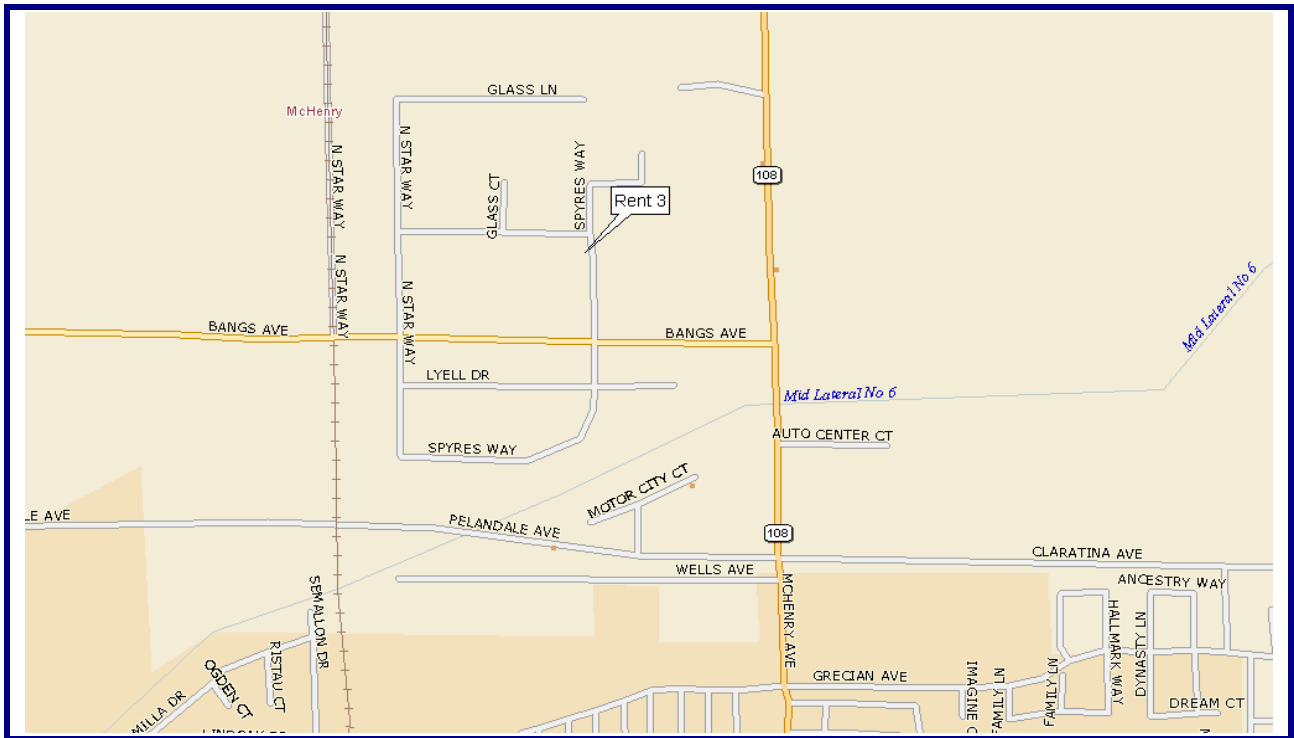 GLASS LN
McHenry
N STAR WAY
N STAR WAY
SPYRES WAY
108
GLASS CT
Rent 3
N STAR WAY
N STAR WAY
Mid Lateral No 6
BANGS AVE
BANGS AVE
LYELL DR
Mid Lateral No 6
AUTO CENTER CT
SPYRES WAY
MOTOR CITY CT
LE AVE
PELANDALE AVE
108
CLARATINA AVE
WELLS AVE
ANCESTRY WAY
SEMALLON DR
MCHENRY AVE
HALLMARK WAY
DYNASTY LN
RISTAU CT
OGDEN CT
GRECIAN AVE
IMAGINE
FAMILY LN
FAMILY LN
DREAM CT
MILLA DR